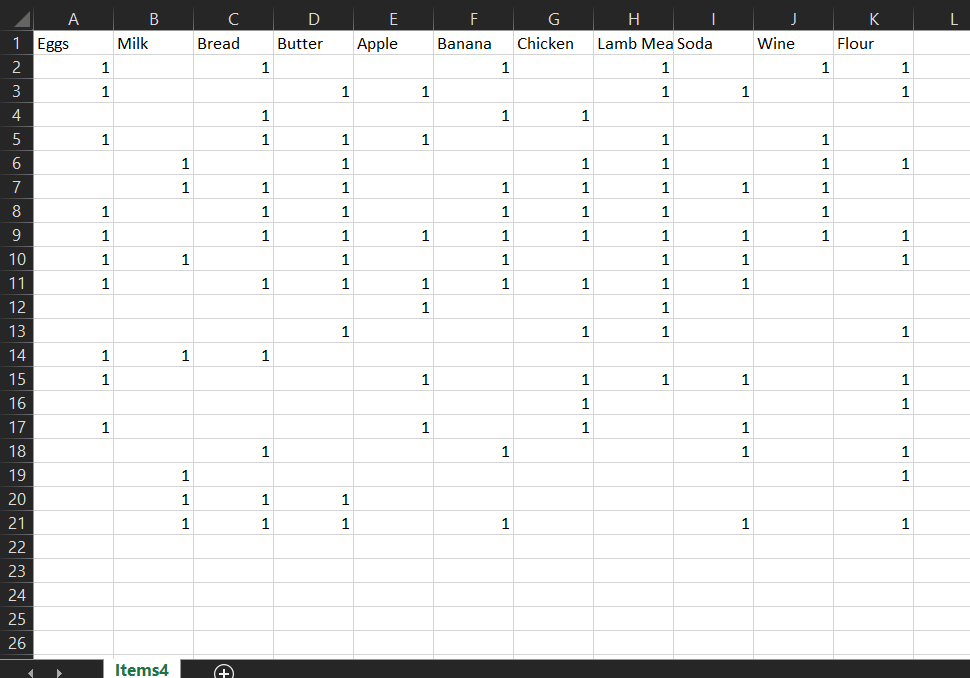 A B C D E F G H I J K L
1 Eggs Milk Bread Butter Apple Banana Chicken Lamb Mea Soda Wine Flour
2 1 1 1 1 1 1
3 1 1 1 1 1 1
4 1 1 1
5 1 1 1 1 1 1
6 1 1 1 1 1 1
7 1 1 1 1 1 1 1 1
8 1 1 1 1 1 1 1
9 1 1 1 1 1 1 1 1 1
10 1 1 1 1 1 1 1
11 1 1 1 1 1 1 1 1
12 1 1
13 1 1 1 1
14 1 1 1
15 1 1 1 1 1 1
16 1 1
17 1 1 1 1
18 1 1 1 1
19 1 1
20 1 1 1
21 1 1 1 1 1 1
22
23
24
25
26
Items4